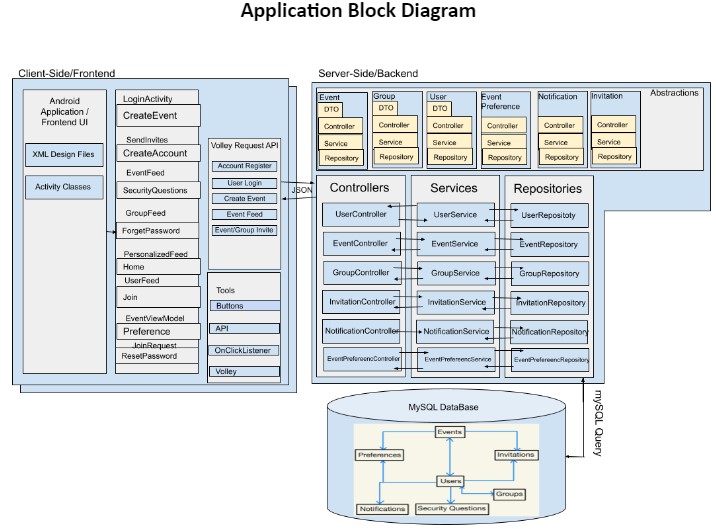 Application Block Diagram
Client-Side/Frontend
Android
Application /
Frontend UI
XML Design Files
Activity Classes
LoginActivity
CreateEvent
SendInvites
CreateAccount
EventFeed
SecurityQuestions
GroupFeed
ForgetPassword
PersonalizedFeed
Home
UserFeed
Join
EventViewModel
Preference
JoinRequest
ResetPassword
Volley Request API
Account Register
User Login
Create Event
Event Feed
Event/Group Invite
Tools
Buttons
API
OnClickListener
Volley
JSON
Server-Side/Backend
Abstractions
Event
DTO
Controller
Service
Repository
Group
DTO
Controller
Service
Repository
User
DTO
Controller
Service
Repository
Event
Preference
Controller
Service
Repository
Notification
Controller
Service
Repository
Invitation
Controller
Service
Repository
Controllers
UserController
EventController
GroupController
InvitationController
NotificationController
EventPrefereencController
Services
UserService
EventService
GroupService
InvitationService
NotificationService
EventPrefereencService
Repositories
UserRepositoty
EventRepository
GroupRepository
InvitationRepository
NotificationRepository
EventPrefereecRepository
mySQL Query
MySQL DataBase
Events
Preferences
Invitations
Users
Groups
Notifications
Security Questions